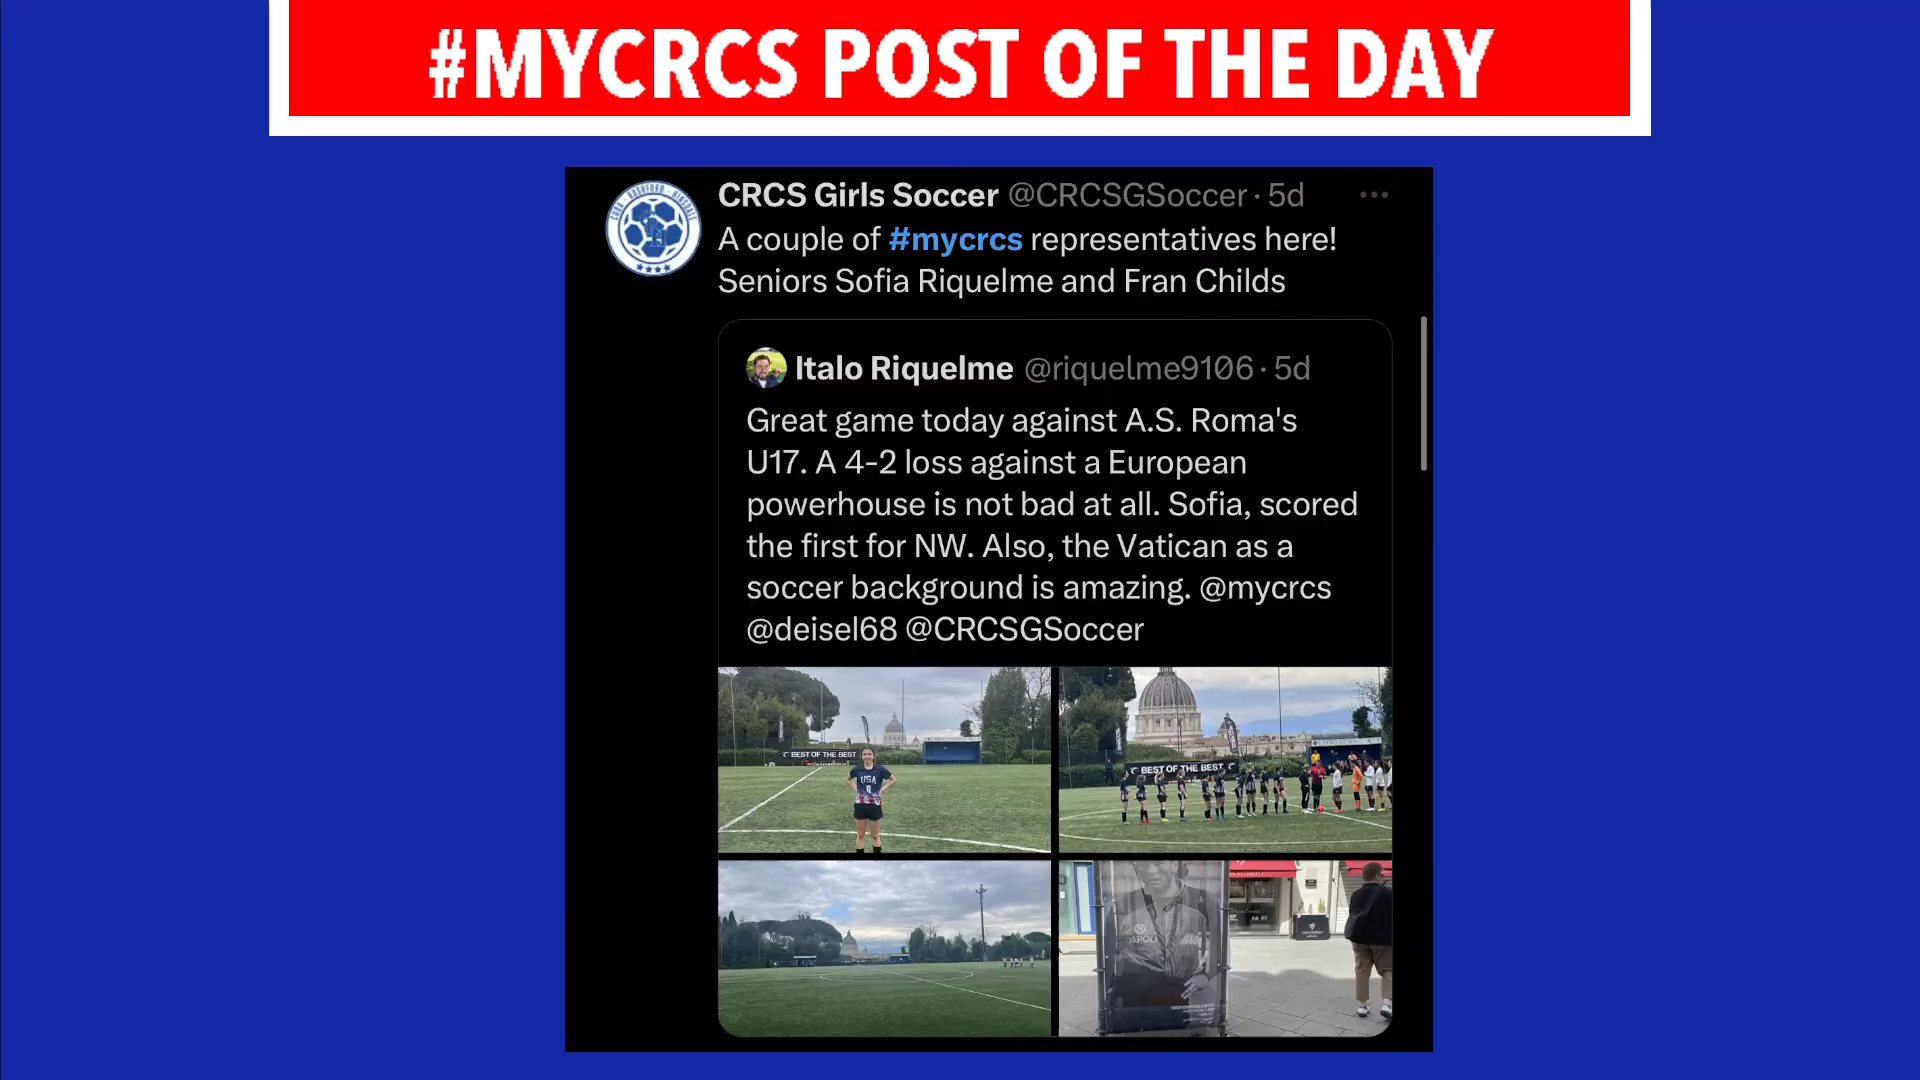 #MYCRCS POST OF THE DAY
CRCS Girls Soccer @CRCSGSoccer · 5d
A couple of #mycrcs representatives here!
Seniors Sofia Riquelme and Fran Childs
Italo Riquelme @riquelme9106 · 5d
Great game today against A.S. Roma's
U17. A 4-2 loss against a European
powerhouse is not bad at all. Sofia, scored
the first for NW. Also, the Vatican as a
soccer background is amazing. @mycrcs
@deisel68 @CRCSGSoccer
BEST OF THE BEST
USA
8
BEST OF THE BEST
NAPOLI